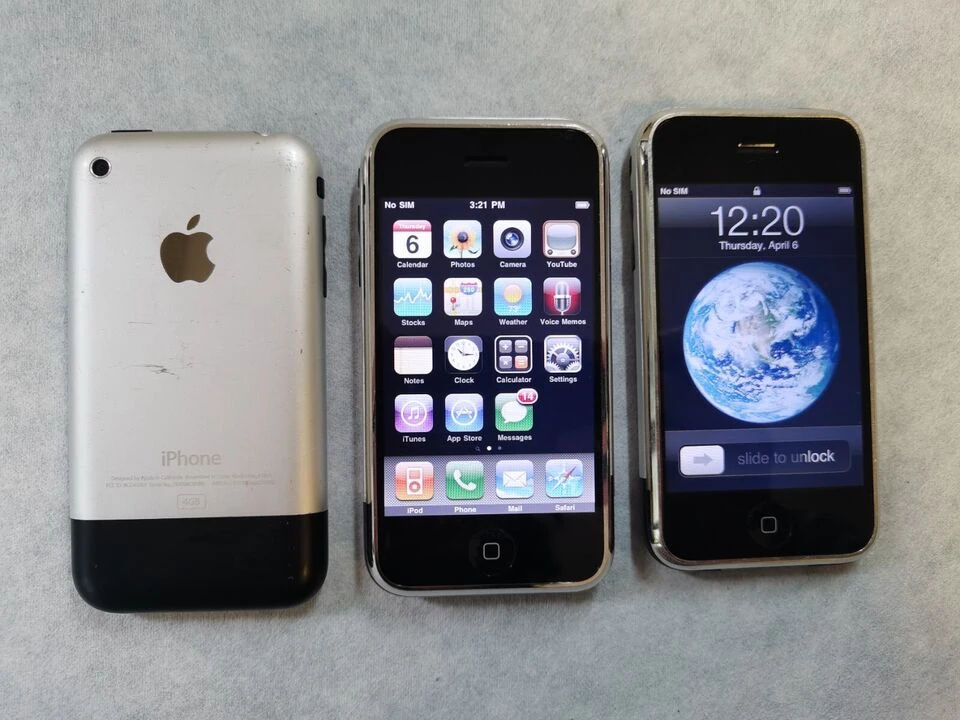 iPhone
4GB
No SIM 3:21 PM
Thursday
6
Calendar Photos Camera YouTube
280
73°
Stocks Maps Weather Voice Memos
Notes Clock Calculator Settings
14
iTunes App Store Messages
iPod Phone Mail Safari
No SIM
12:20
Thursday, April 6
slide to unlock